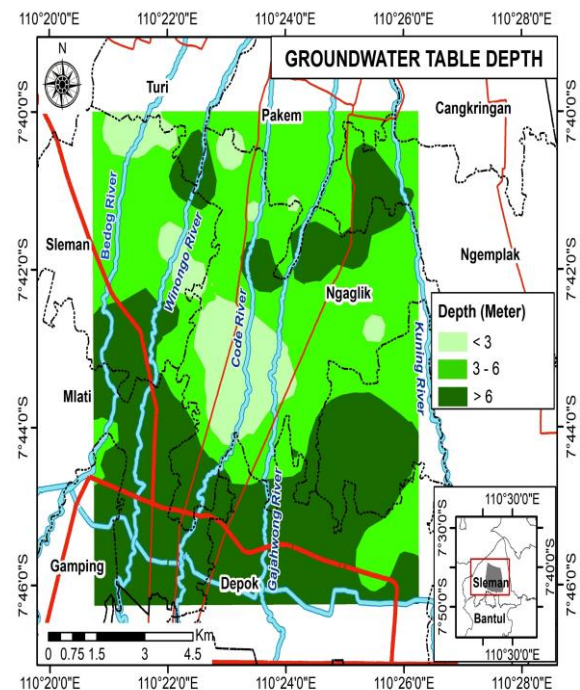 110°20'0"E 110°22'0"E 110°24'0"E 110°26'0"E 110°28'0"E
N
GROUNDWATER TABLE DEPTH
Turi
Pakem
Cangkringan
7°40'0"S
7°40'0"S
Bedog River
Sleman
Winongo River
Ngemplak
7°42'0"S
7°42'0"S
Ngaglik
Code River
Kuning River
Depth (Meter)
< 3
3 - 6
> 6
Mlati
7°44'0"S
7°44'0"S
Gajahwong River
110°30'0"E
7°30'0"S
7°40'0"S
Sleman
7°50'0"S
Bantul
110°30'0"E
Gamping
Depok
7°46'0"S
7°46'0"S
Km
0 0.75 1.5 3 4.5
110°20'0"E 110°22'0"E 110°24'0"E 110°26'0"E 110°28'0"E